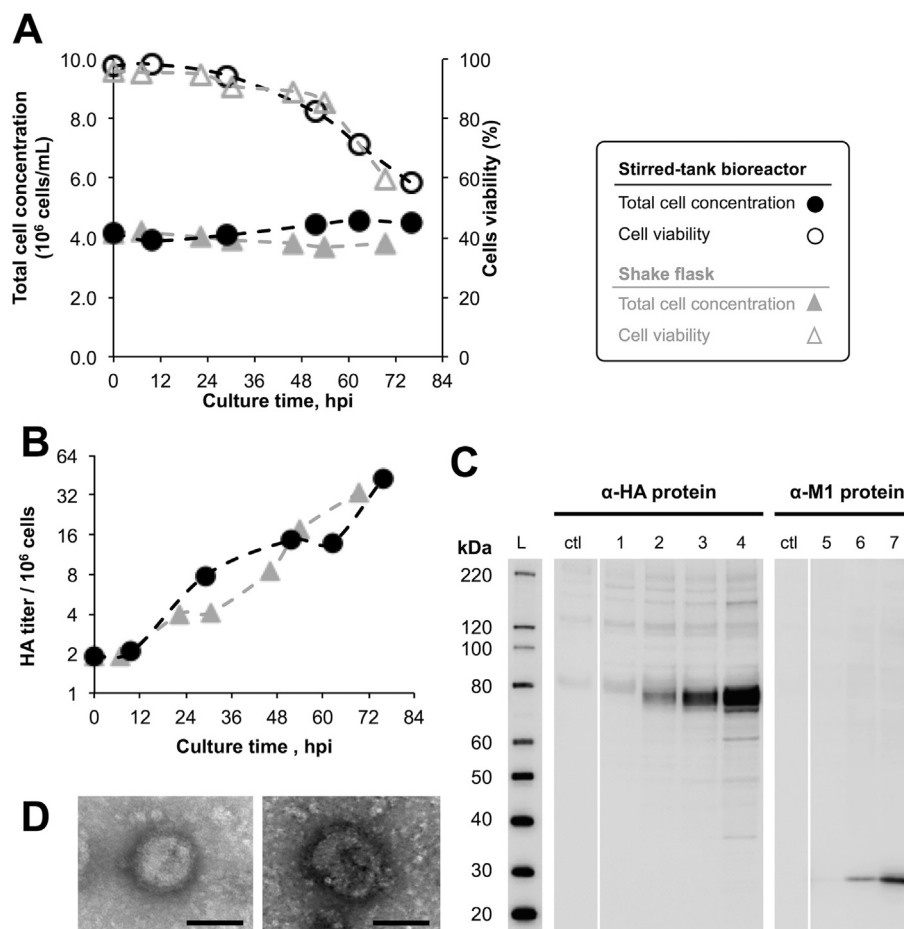 A
10.0
8.0
6.0
4.0
2.0
0.0
Total cell concentration
(10⁶ cells/mL)
100
80
60
40
20
0
Cells viability (%)
0 12 24 36 48 60 72 84
Culture time, hpi
Stirred-tank bioreactor
Total cell concentration
Cell viability
Shake flask
Total cell concentration
Cell viability
B
64
32
16
8
4
2
1
HA titer / 10⁶ cells
0 12 24 36 48 60 72 84
Culture time , hpi
C
α-HA protein α-M1 protein
kDa L ctl 1 2 3 4 ctl 5 6 7
220
120
100
80
60
50
40
30
20
D